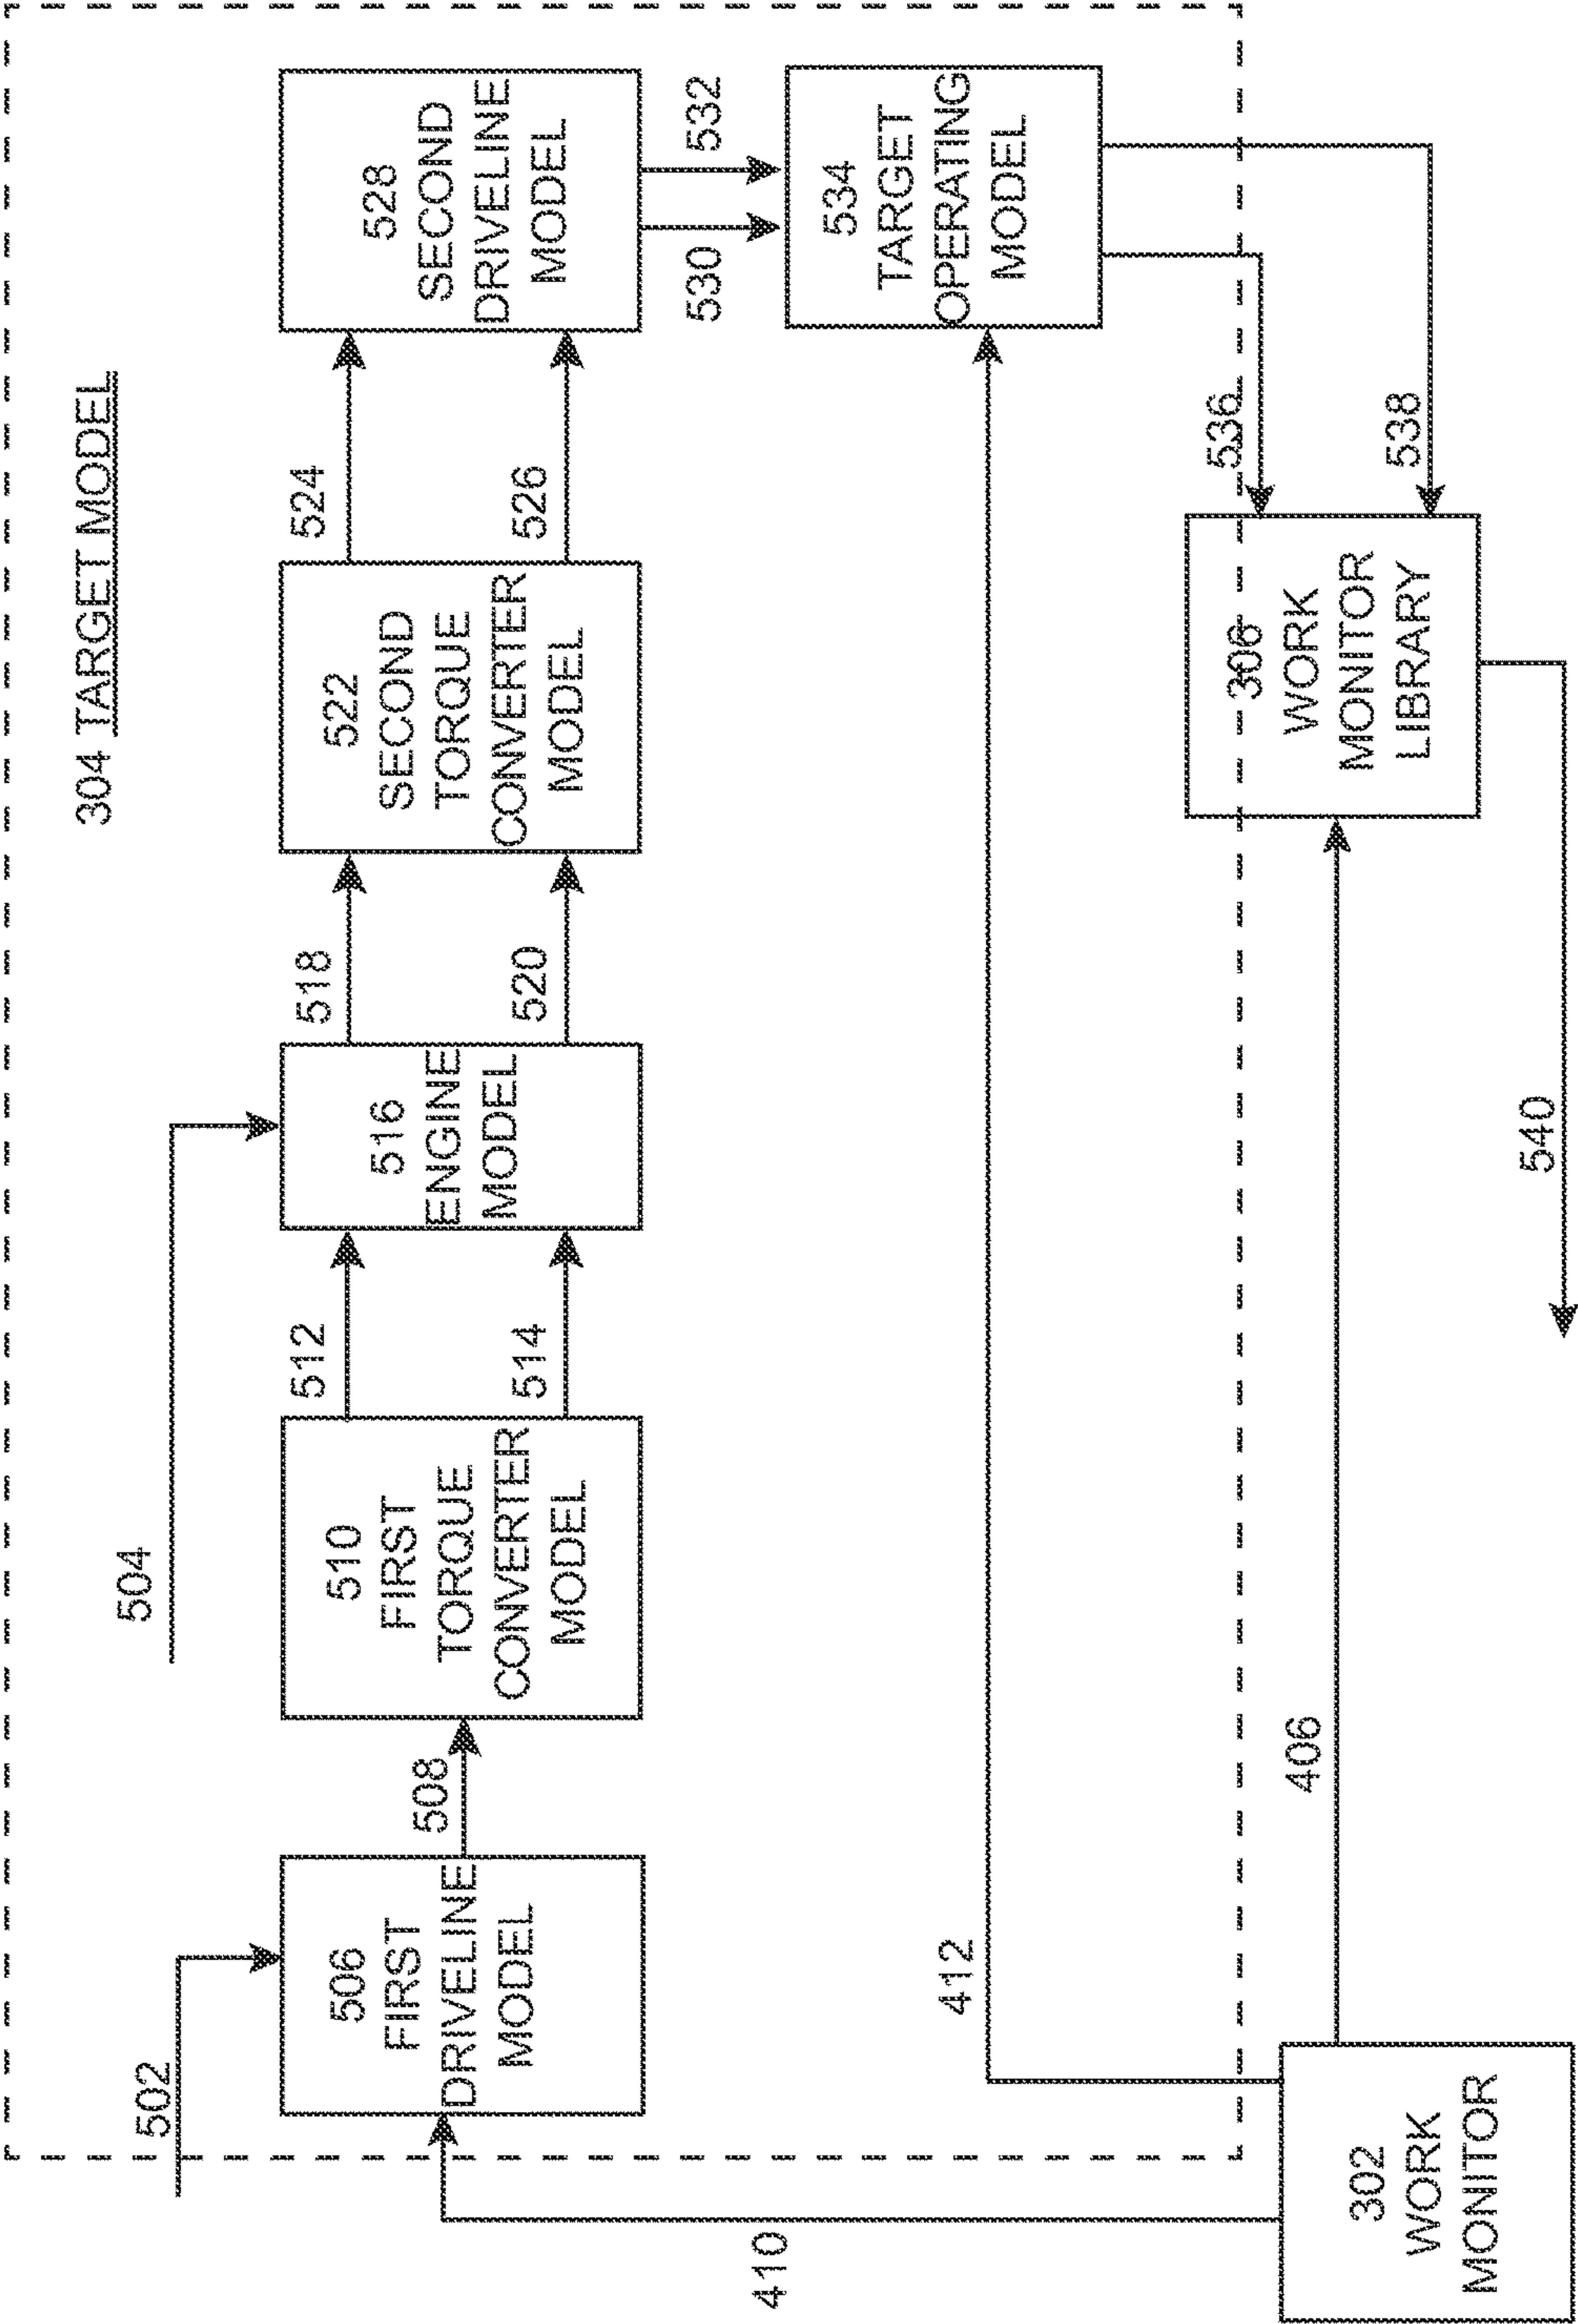 304 TARGET MODEL
502
504
506
FIRST
DRIVELINE
MODEL
508
510
FIRST
TORQUE
CONVERTER
MODEL
512
514
516
ENGINE
MODEL
518
520
522
SECOND
TORQUE
CONVERTER
MODEL
524
526
528
SECOND
DRIVELINE
MODEL
530
532
534
TARGET
OPERATING
MODEL
412
410
536
538
306
WORK
MONITOR
LIBRARY
406
302
WORK
MONITOR
540